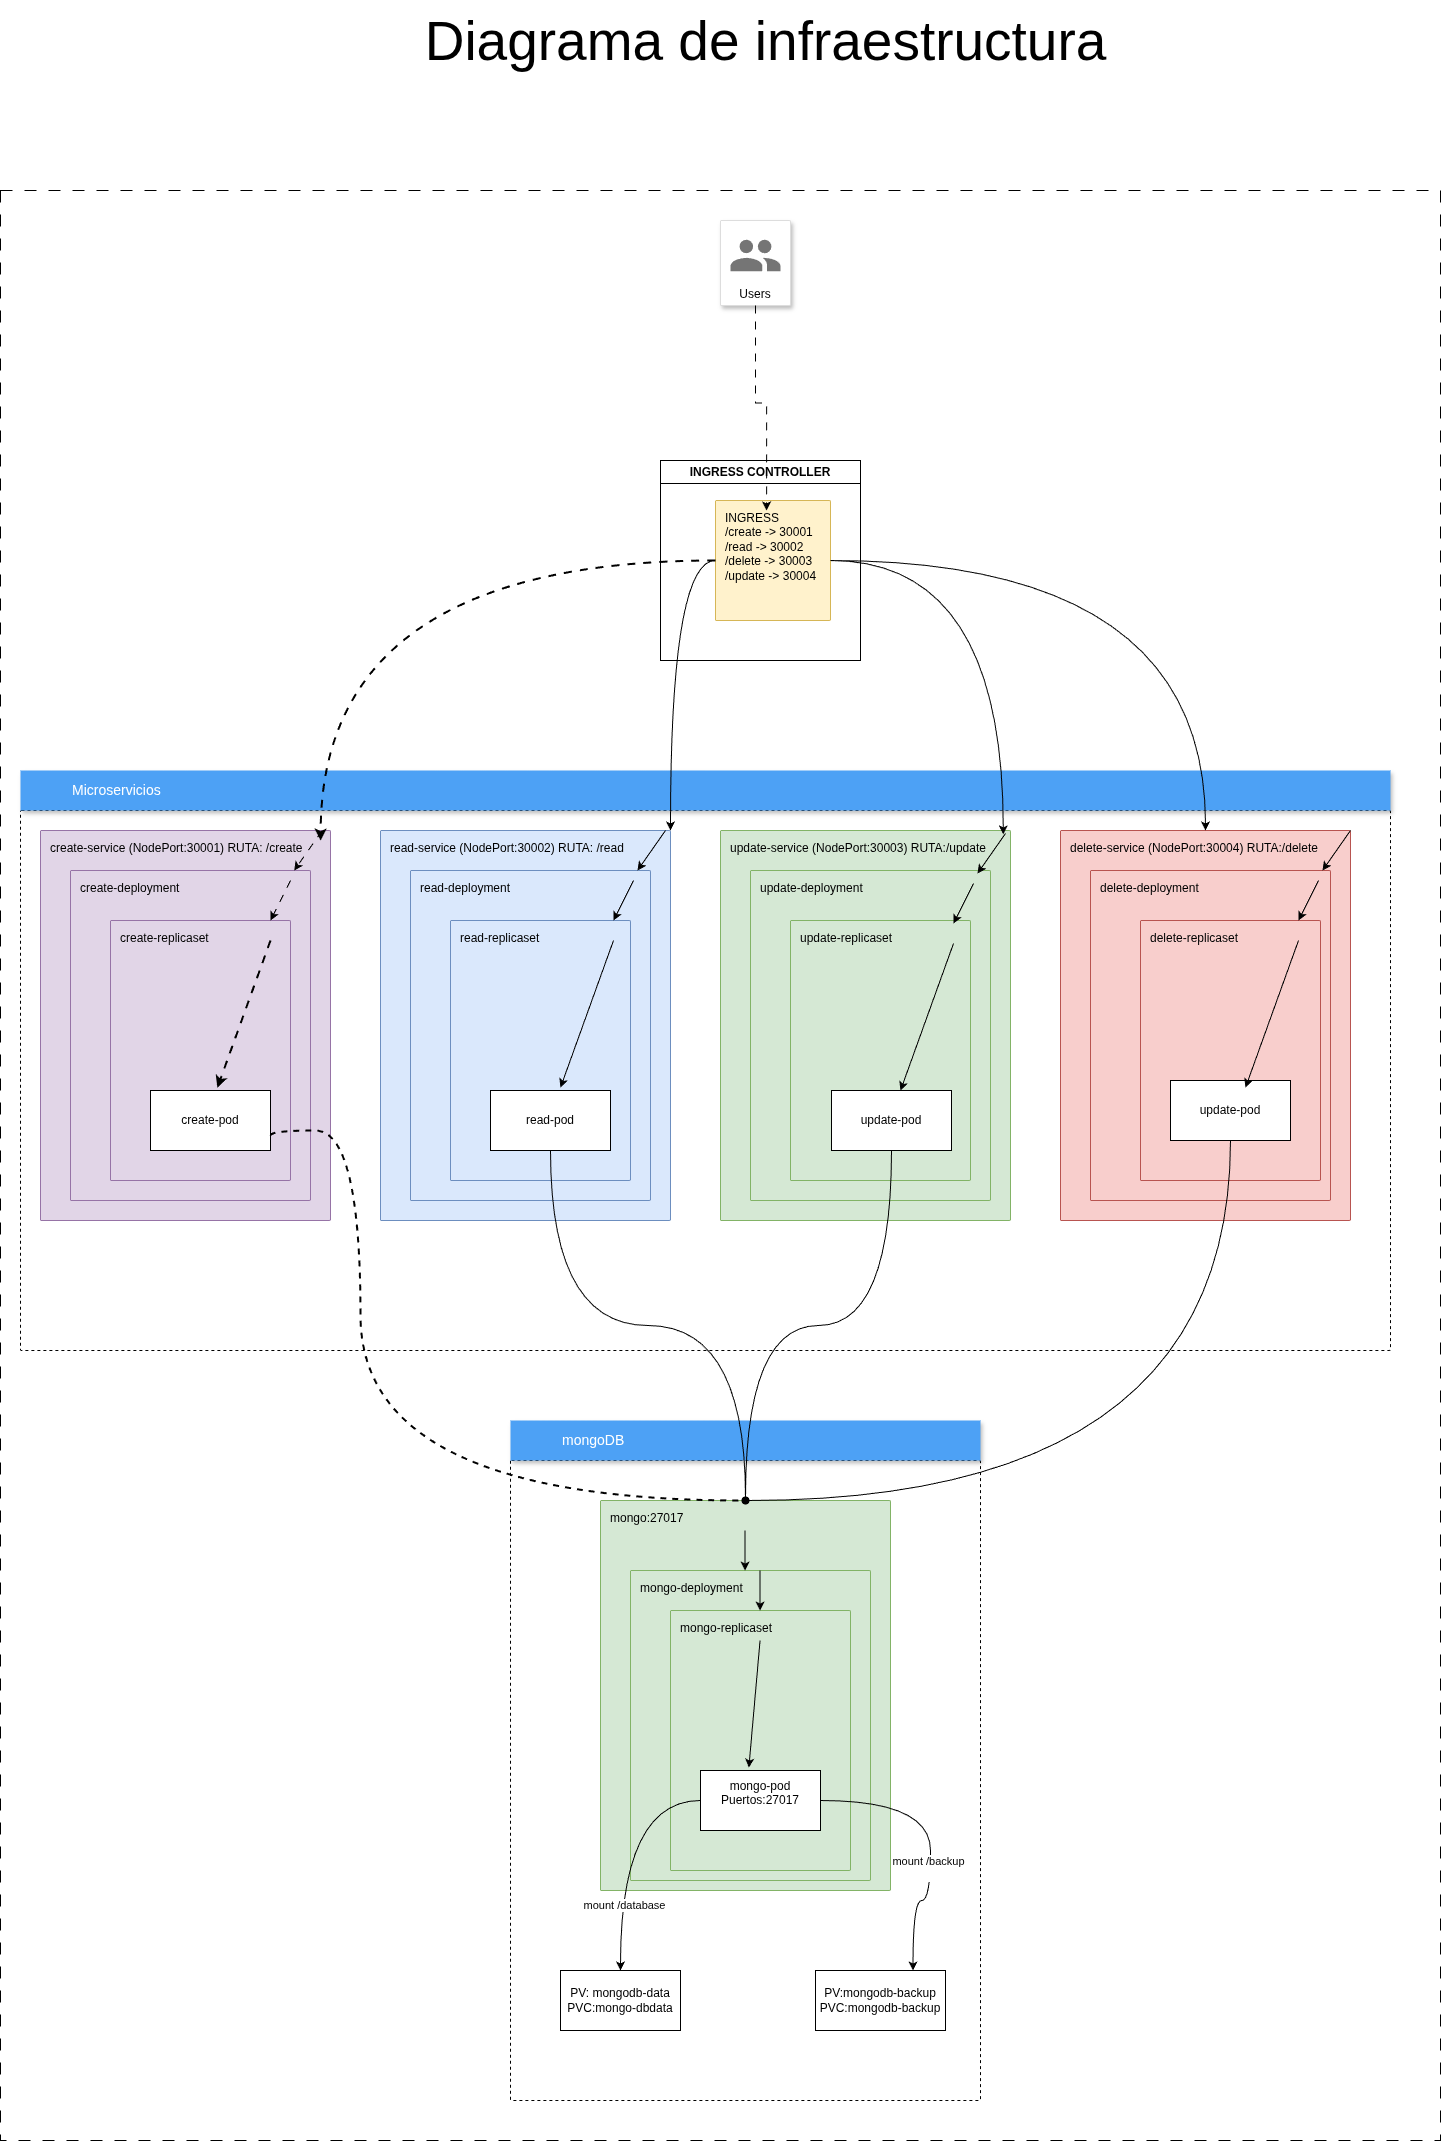 Diagrama de infraestructura
Users
INGRESS CONTROLLER
INGRESS
/create -> 30001
/read -> 30002
/delete -> 30003
/update -> 30004
Microservicios
create-service (NodePort:30001) RUTA: /create
create-deployment
create-replicaset
create-pod
read-service (NodePort:30002) RUTA: /read
read-deployment
read-replicaset
read-pod
update-service (NodePort:30003) RUTA:/update
update-deployment
update-replicaset
update-pod
delete-service (NodePort:30004) RUTA:/delete
delete-deployment
delete-replicaset
update-pod
mongoDB
mongo:27017
mongo-deployment
mongo-replicaset
mongo-pod
Puertos:27017
mount /backup
mount /database
PV: mongodb-data
PVC:mongo-dbdata
PV:mongodb-backup
PVC:mongodb-backup